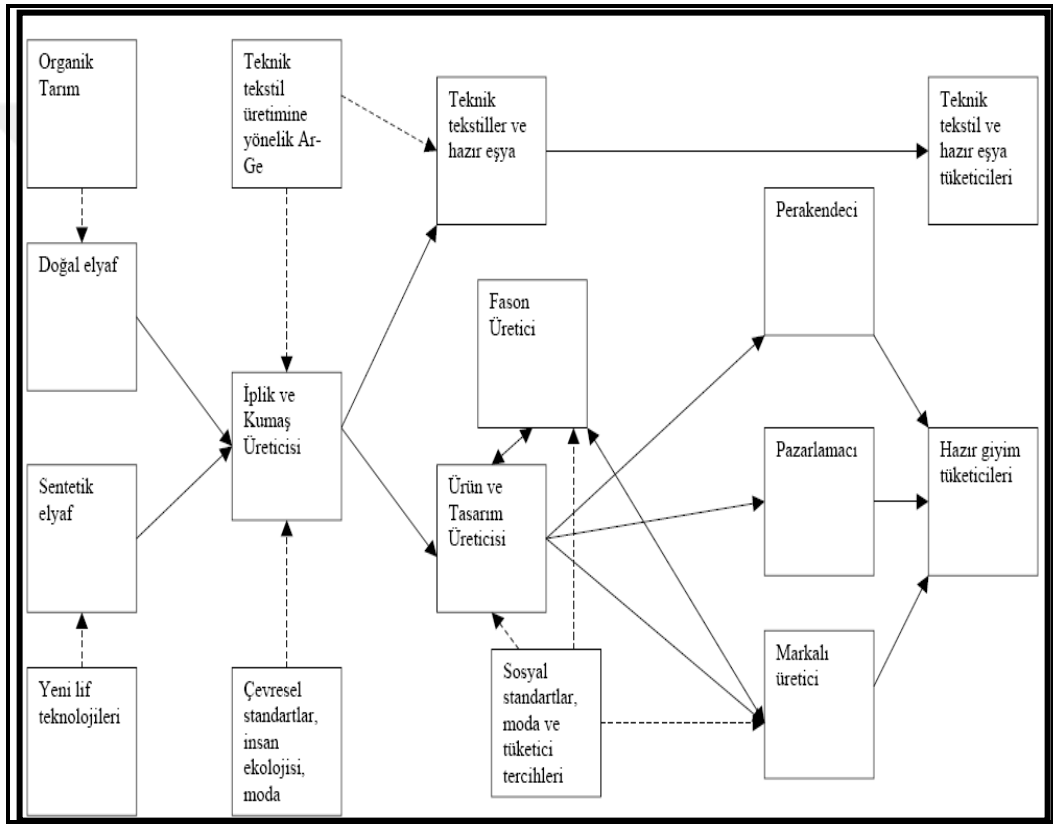 Organik
Tarım
Teknik
tekstil
üretimine
yönelik Ar-
Ge
Teknik
tekstiller ve
hazır eşya
Teknik
tekstil ve
hazır eşya
tüketicileri
Perakendeci
Doğal elyaf
Fason
Üretici
İplik ve
Kumaş
Üreticisi
Sentetik
elyaf
Ürün ve
Tasarım
Üreticisi
Pazarlamacı
Hazır giyim
tüketicileri
Yeni lif
teknolojileri
Çevresel
standartlar,
insan
ekolojisi,
moda
Sosyal
standartlar,
moda ve
tüketici
tercihleri
Markalı
üretici